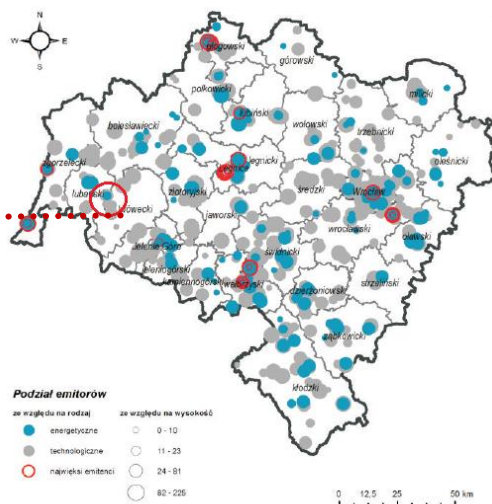 N
W E
S
głogowski
górowski
polkowicki
milicki
lubiński
bolesławiecki
wołowski
trzebnicki
zgorzelecki
legnicki
oleśnicki
lubański
złotoryjski
średzki
Wrocław
lwówecki
jaworski
wrocławski
oławski
Jelenia Góra
świdnicki
jeleniogórski
kamiennogórski
wałbrzyski
dzierżoniowski
strzeliński
ząbkowicki
kłodzki
Podział emitorów
ze względu na rodzaj
ze względu na wysokość
energetyczne
0 - 10
technologiczne
11 - 23
najwięksi emitenci
24 - 81
82 - 225
0 12,5 25 50 km